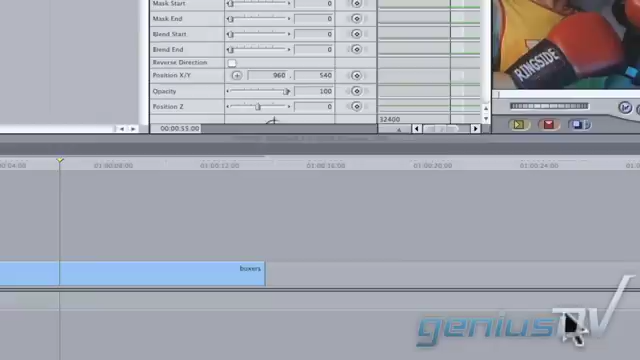 Mask Start 0
Mask End 0
Blend Start 0
Blend End 0
Reverse Direction
Position X/Y 960 , 540
Opacity 100
Position Z 0
RINGSIDE
00:00:55:00
32400
01:00:08:00 01:00:12:00 01:00:16:00 01:00:20:00 01:00:24:00
boxers
geniusDV